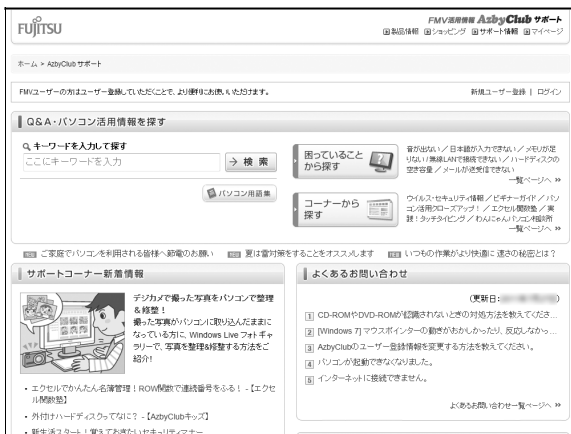 FUJITSU
FMV活用情報 AzbyClub サポート
製品情報 ショッピング サポート情報 マイページ
ホーム > AzbyClub サポート
FMVユーザーの方はユーザー登録していただくことで、より便利にお使いいただけます。
新規ユーザー登録 | ログイン
Q&A・パソコン活用情報を探す
キーワードを入力して探す
ここにキーワードを入力
検 索
パソコン用語集
困っていること
から探す
音が出ない／日本語が入力できない／メモリが足
りない／無線LANで接続できない／ハードディスクの
空き容量／メールが送受信できない
一覧ページへ »
コーナーから
探す
ウイルス・セキュリティ情報／ビギナーガイド／パソ
コン活用クローズアップ！／エクセル関数塾／実
践！タッチタイピング／わんにゃんパソコン相談所
一覧ページへ »
ご家庭でパソコンを利用される皆様へ節電のお願い
夏は雷対策をすることをオススメします
いつもの作業がより快適に 速さの秘密とは？
サポートコーナー新着情報
デジカメで撮った写真をパソコンで整理
＆修整！
撮った写真がパソコンに取り込んだままに
なっている方に、Windows Live フォトギャ
ラリーで、写真を整理&修整する方法をご
紹介!
・エクセルでかんたん名簿管理！ROW関数で連続番号をふる！ -【エクセ
ル関数塾】
・外付けハードディスクってなに？ -【AzbyClubキッズ】
・新生活スタート！覚えておきたいセキュリティマナー
よくあるお問い合わせ
(更新日:
1 CD-ROMやDVD-ROMが認識されないときの対処方法を教えてくださ...
2 [Windows 7] マウスポインターの動きがおかしかったり、反応しなかっ...
3 AzbyClubのユーザー登録情報を変更する方法を教えてください。
4 パソコンが起動できなくなりました。
5 インターネットに接続できません。
よくあるお問い合わせ一覧ページへ »